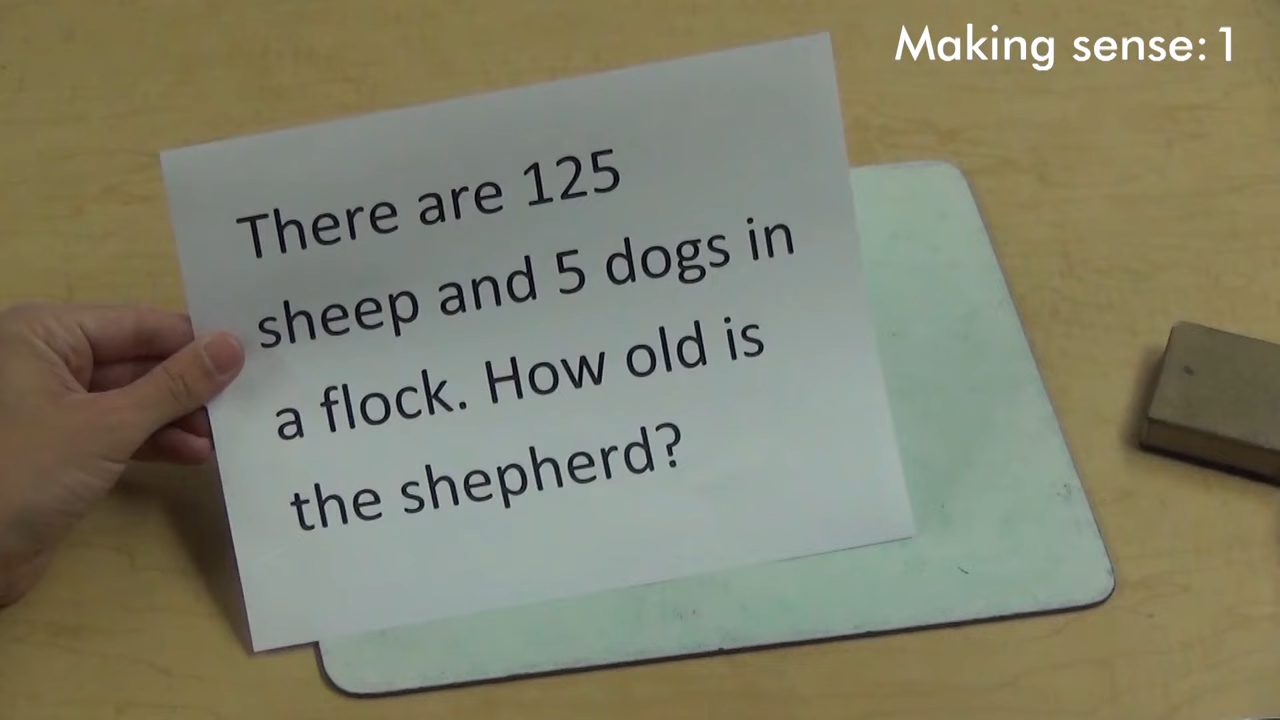 Making sense: 1
There are 125
sheep and 5 dogs in
a flock. How old is
the shepherd?